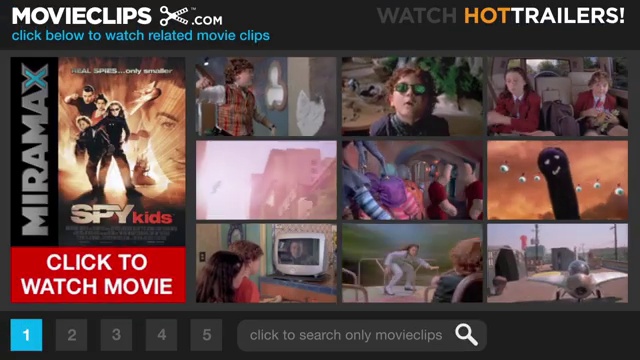 MOVIECLIPS .COM
WATCH HOTTRAILERS!
click below to watch related movie clips
MIRAMAX
REAL SPIES...only smaller
SPY kids
CLICK TO
WATCH MOVIE
1 2 3 4 5
click to search only movieclips